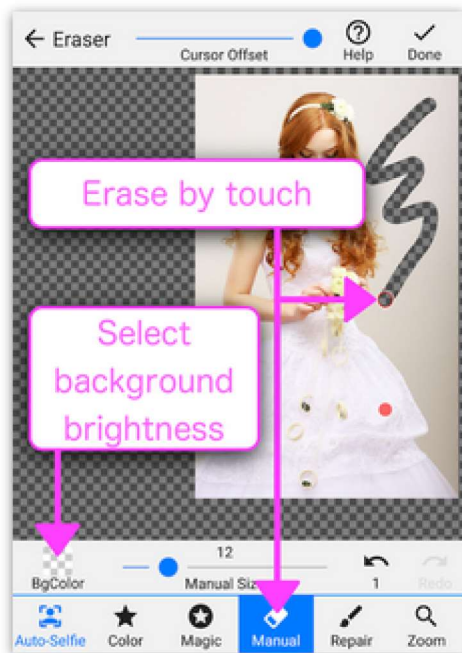 ← Eraser
Cursor Offset
Help
Done
Erase by touch
Select
background
brightness
BgColor
12
Manual Size
1
Redo
Auto-Selfie
Color
Magic
Manual
Repair
Zoom